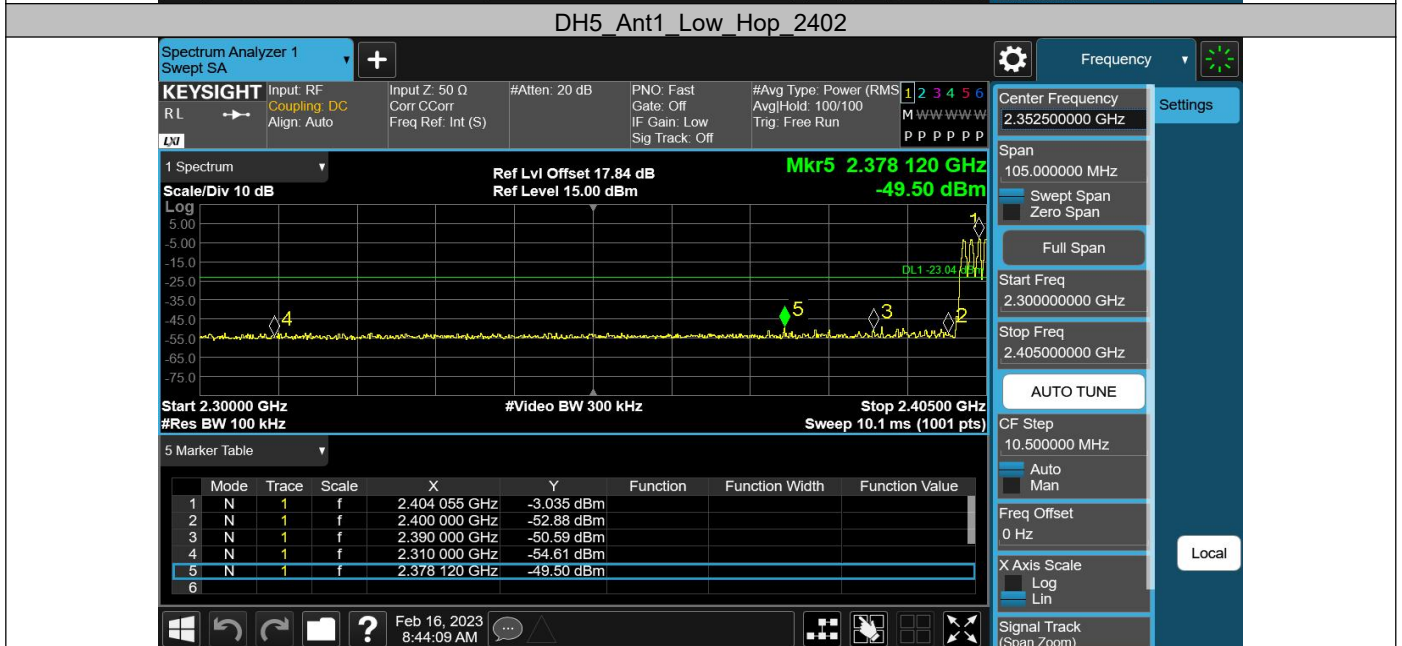 DH5_Ant1_Low_Hop_2402
Spectrum Analyzer 1
Swept SA
Frequency
KEYSIGHT Input: RF Input Z: 50 Ω #Atten: 20 dB PNO: Fast #Avg Type: Power (RMS 1 2 3 4 5 6
RL Coupling: DC Corr CCorr Gate: Off Avg|Hold: 100/100 M W W W W W
Align: Auto Freq Ref: Int (S) IF Gain: Low Trig: Free Run
LXI Sig Track: Off P P P P P P
1 Spectrum
Ref Lvl Offset 17.84 dB
Mkr5 2.378 120 GHz
Scale/Div 10 dB
Ref Level 15.00 dBm
-49.50 dBm
Log
5.00
-5.00
-15.0
-25.0
-35.0
-45.0
-55.0
-65.0
-75.0
1
DL1 -23.04 dBm
4
5
3
2
Start 2.30000 GHz #Video BW 300 kHz Stop 2.40500 GHz
#Res BW 100 kHz Sweep 10.1 ms (1001 pts)
5 Marker Table
Mode Trace Scale X Y Function Function Width Function Value
1 N 1 f 2.404 055 GHz -3.035 dBm
2 N 1 f 2.400 000 GHz -52.88 dBm
3 N 1 f 2.390 000 GHz -50.59 dBm
4 N 1 f 2.310 000 GHz -54.61 dBm
5 N 1 f 2.378 120 GHz -49.50 dBm
6
?
Feb 16, 2023
8:44:09 AM
Center Frequency
2.352500000 GHz
Settings
Span
105.000000 MHz
Swept Span
Zero Span
Full Span
Start Freq
2.300000000 GHz
Stop Freq
2.405000000 GHz
AUTO TUNE
CF Step
10.500000 MHz
Auto
Man
Freq Offset
0 Hz
Local
X Axis Scale
Log
Lin
Signal Track
(Span Zoom)